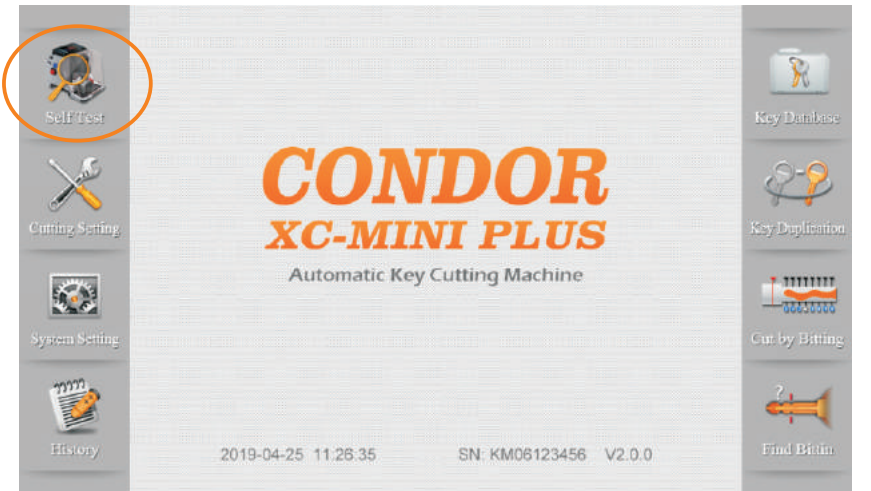 Self Test
Cutting Setting
System Setting
History
CONDOR
XC-MINI PLUS
Automatic Key Cutting Machine
2019-04-25 11:26:35 SN: KM06123456 V2.0.0
Key Database
Key Duplication
Cut by Bitting
?
Find Bittin